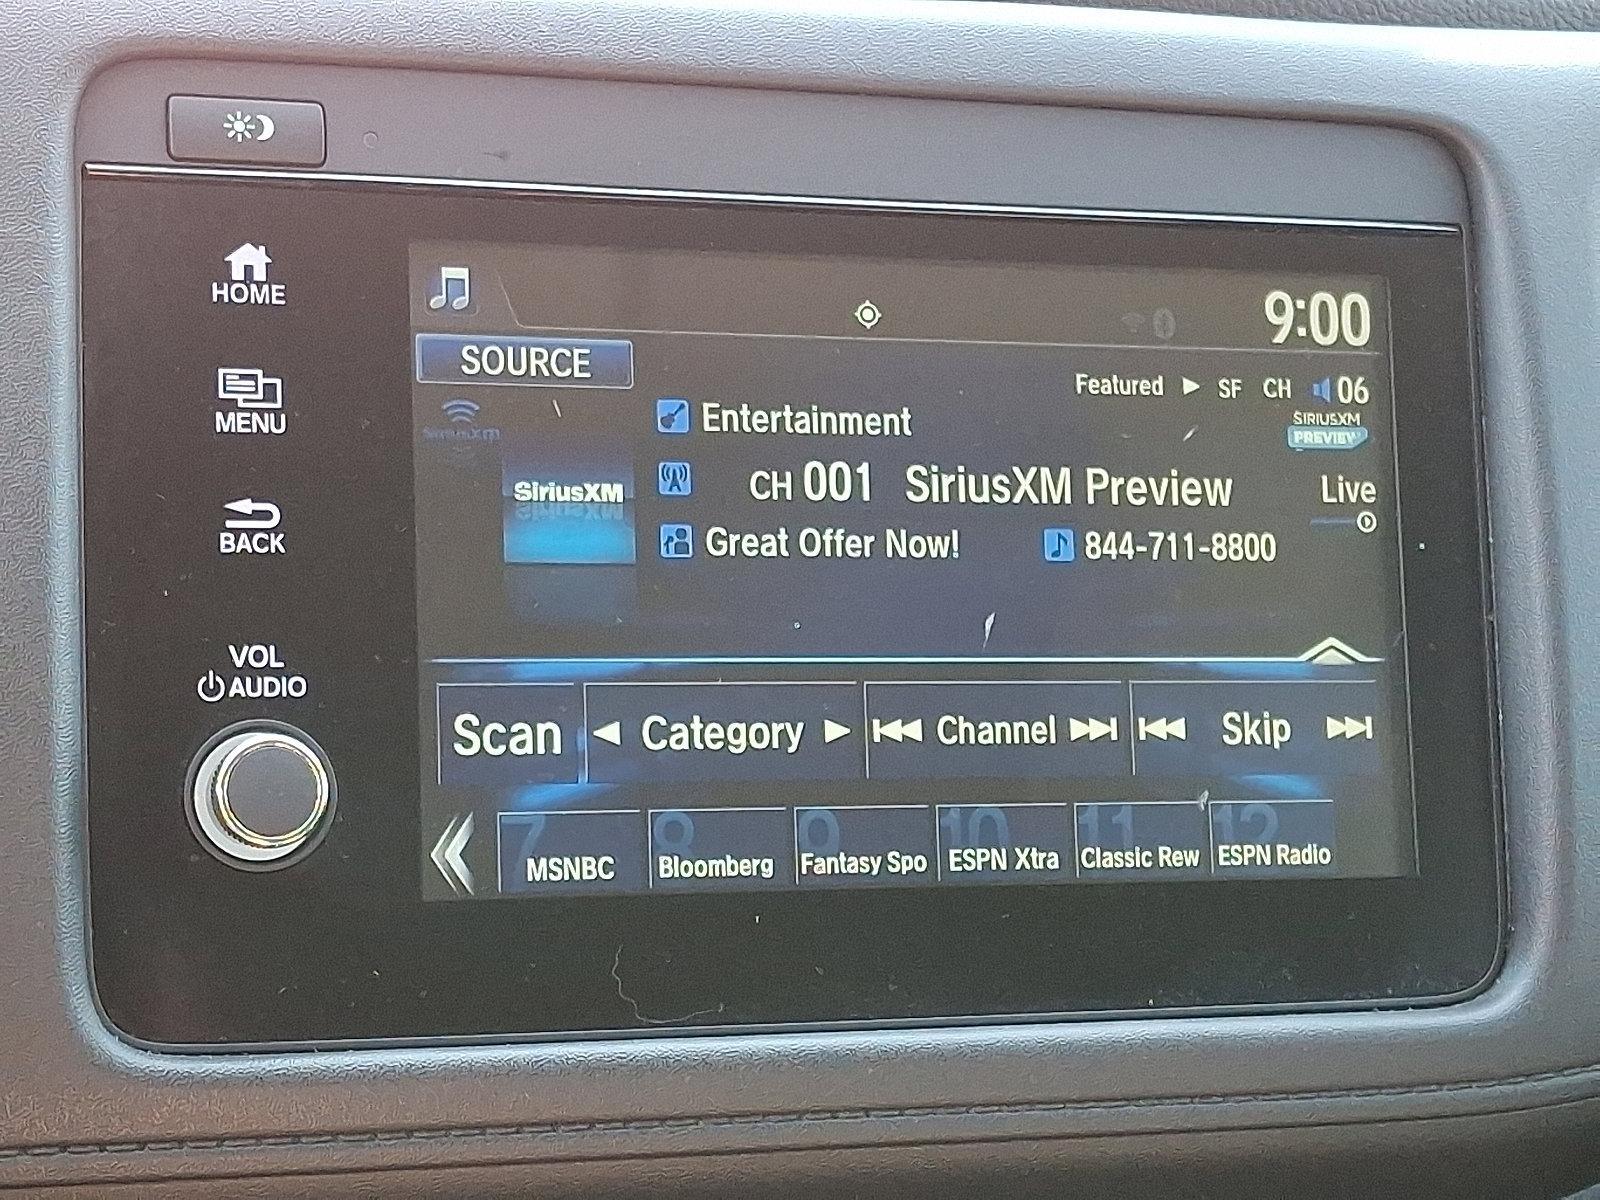 HOME
MENU
BACK
VOL
AUDIO
9:00
SOURCE
Featured SF CH 06
SiriusXM
SIRIUSXM
PREVIEW
Entertainment
SiriusXM
CH 001 SiriusXM Preview
Live
Great Offer Now! 844-711-8800
Scan Category Channel Skip
7 8 9 10 11 12
MSNBC Bloomberg Fantasy Spo ESPN Xtra Classic Rew ESPN Radio